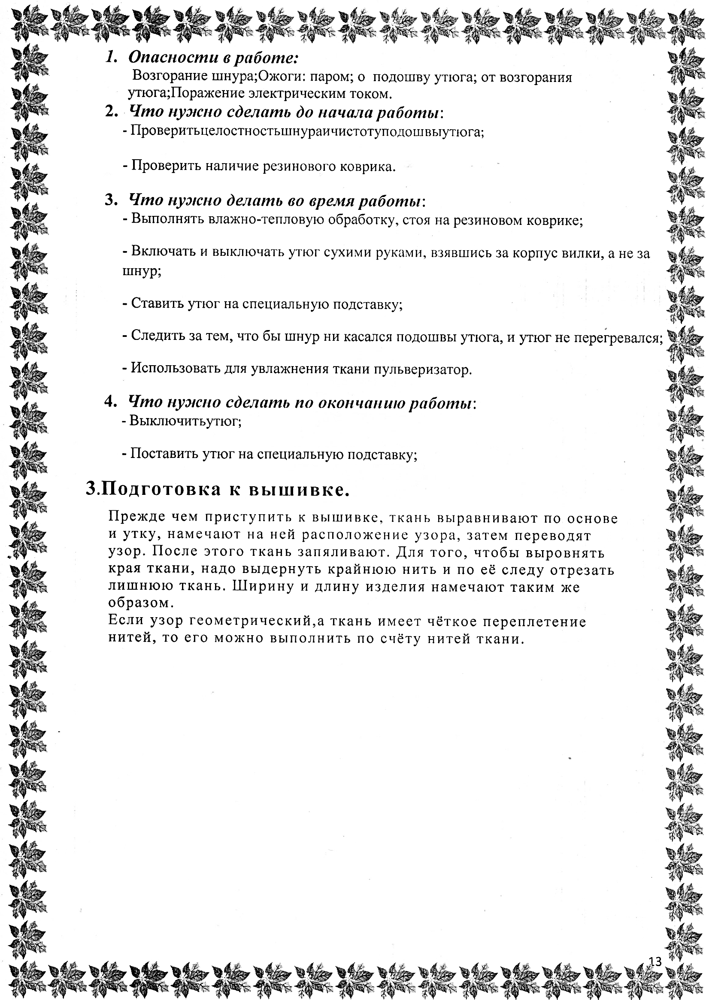 1. Опасности в работе:
Возгорание шнура;Ожоги: паром; о подошву утюга; от возгорания
утюга;Поражение электрическим током.
2. Что нужно сделать до начала работы:
- Проверитьцелостностьшнураичистотуподошвыутюга;
- Проверить наличие резинового коврика.
3. Что нужно делать во время работы:
- Выполнять влажно-тепловую обработку, стоя на резиновом коврике;
- Включать и выключать утюг сухими руками, взявшись за корпус вилки, а не за
шнур;
- Ставить утюг на специальную подставку;
- Следить за тем, что бы шнур ни касался подошвы утюга, и утюг не перегревался;
- Использовать для увлажнения ткани пульверизатор.
4. Что нужно сделать по окончанию работы:
- Выключитьутюг;
- Поставить утюг на специальную подставку;
3.Подготовка к вышивке.
Прежде чем приступить к вышивке, ткань выравнивают по основе
и утку, намечают на ней расположение узора, затем переводят
узор. После этого ткань запяливают. Для того, чтобы выровнять
края ткани, надо выдернуть крайнюю нить и по её следу отрезать
лишнюю ткань. Ширину и длину изделия намечают таким же
образом.
Если узор геометрический,а ткань имеет чёткое переплетение
нитей, то его можно выполнить по счёту нитей ткани.
13